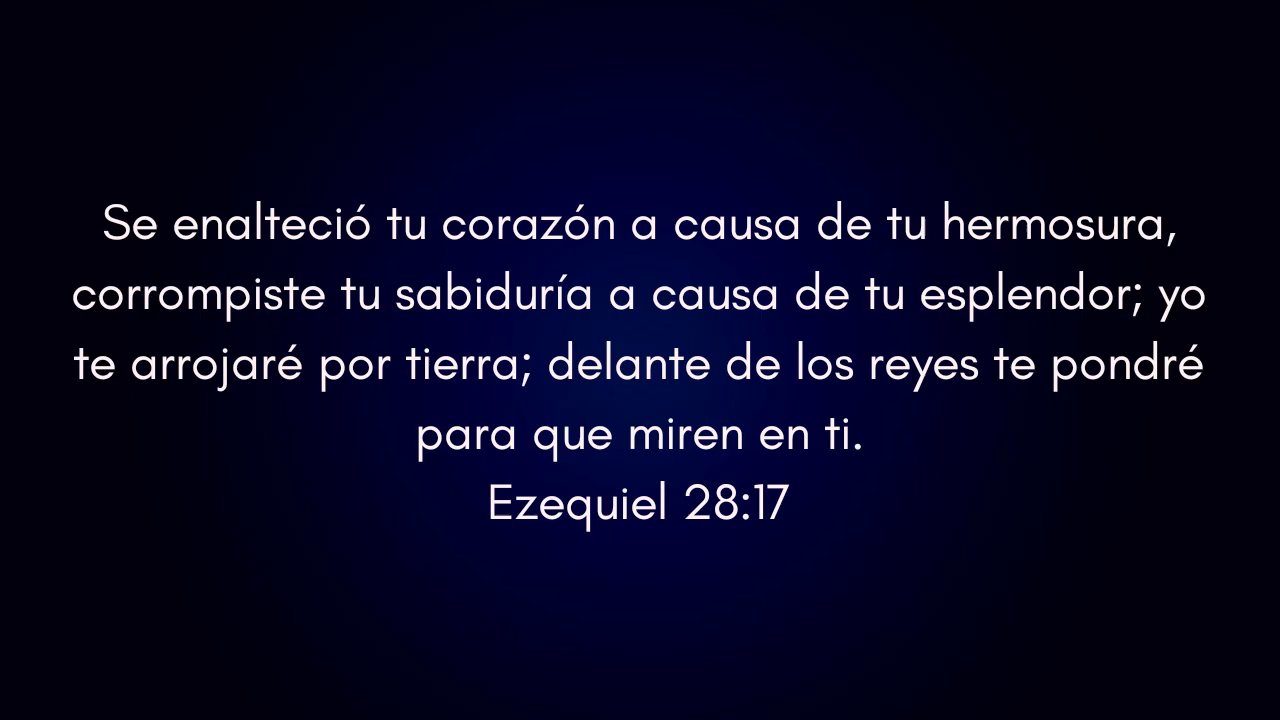 Se enalteció tu corazón a causa de tu hermosura,
corrompiste tu sabiduría a causa de tu esplendor; yo
te arrojaré por tierra; delante de los reyes te pondré
para que miren en ti.
Ezequiel 28:17